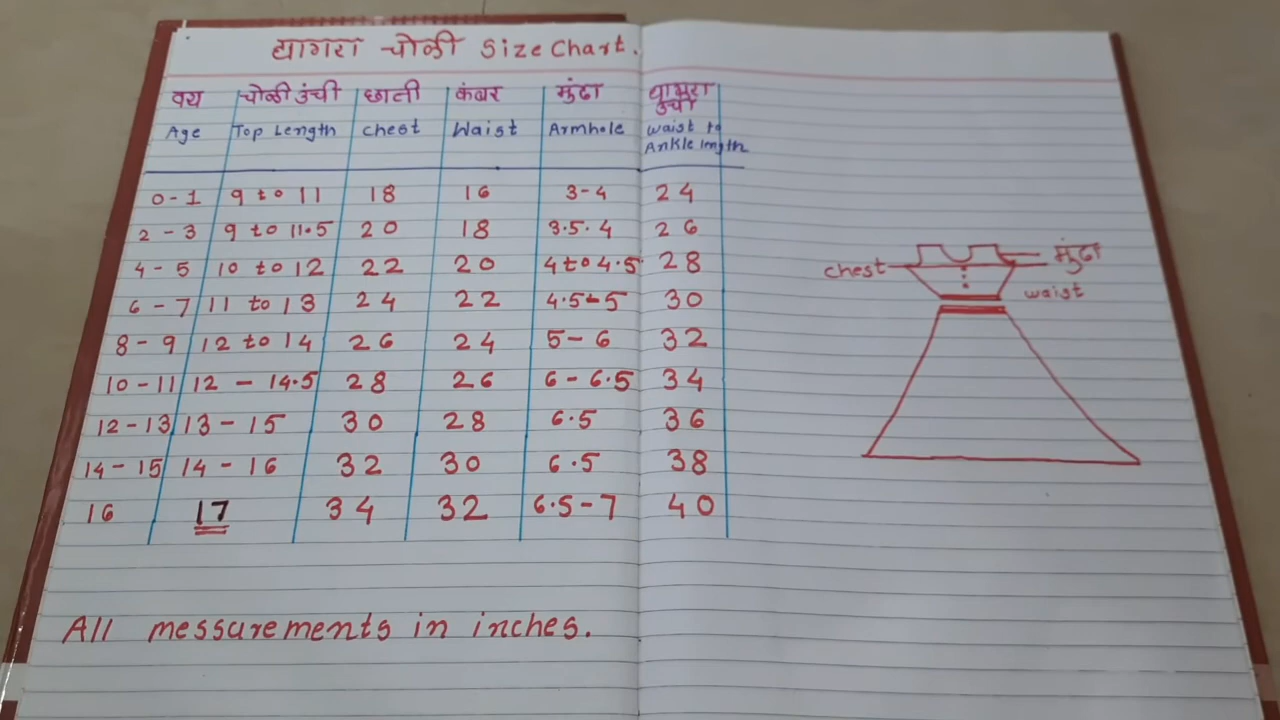 घागरा चोळी Size Chart.
वय चोळी उंची छाती कंबर मुंढा घागरा उंची
Age Top Length chest Waist Armhole Waist to Ankle length
0-1 9 to 11 18 16 3-4 24
2-3 9 to 11.5 20 18 3.5.4 26
4-5 10 to 12 22 20 4 to 4.5 28
6-7 11 to 13 24 22 4.5-5 30
8-9 12 to 14 26 24 5-6 32
10-11 12-14.5 28 26 6-6.5 34
12-13 13-15 30 28 6.5 36
14-15 14-16 32 30 6.5 38
16 17 34 32 6.5-7 40
chest मुंढा
waist
All messurements in inches.